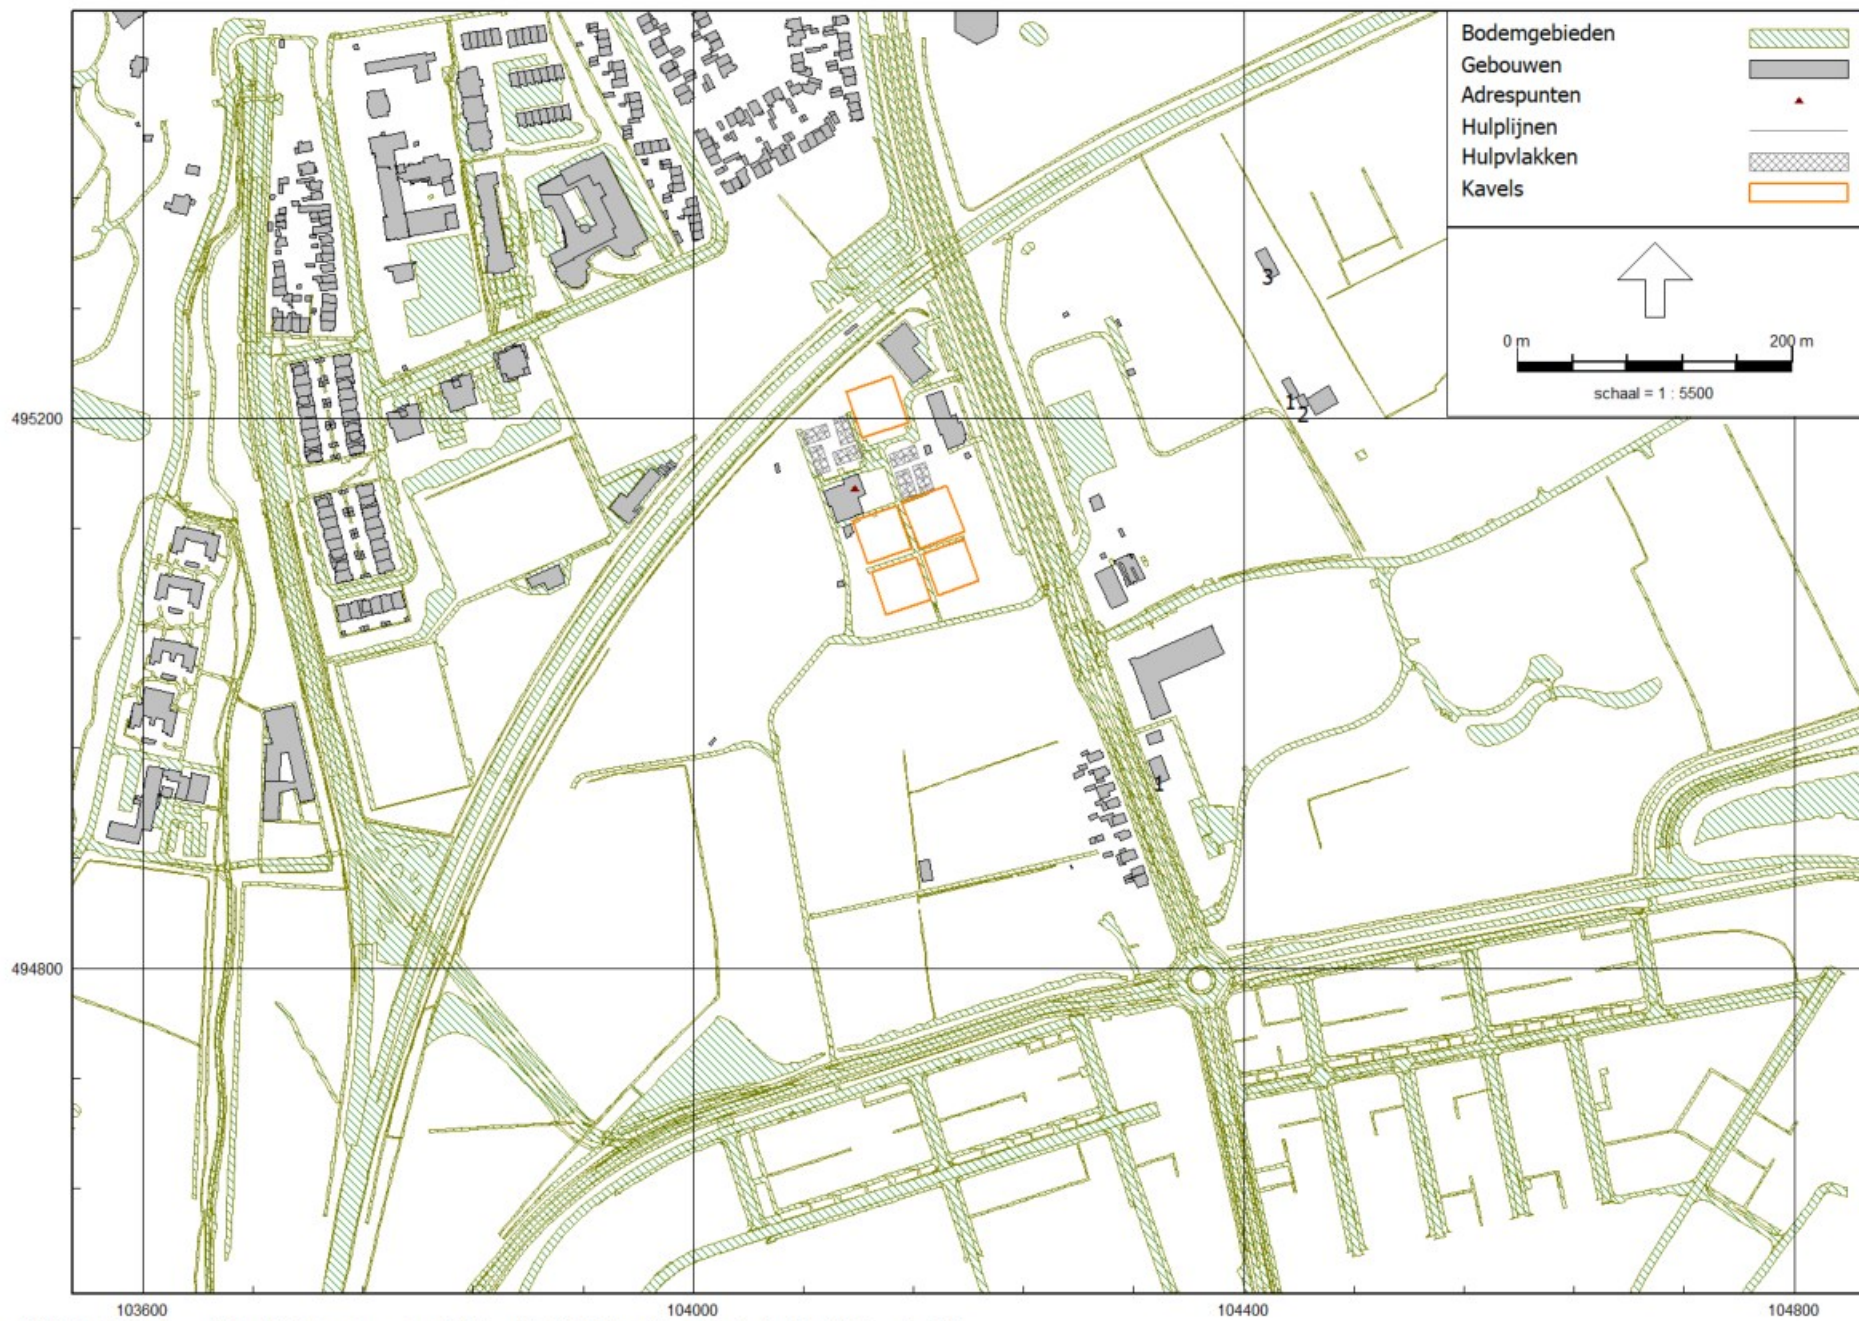 Bodemgebieden
Gebouwen
Adrespunten
Hulplijnen
Hulpvlakken
Kavels
0 m 200 m
schaal = 1 : 5500
3
1
2
495200
1
494800
103600 104000 104400 104800